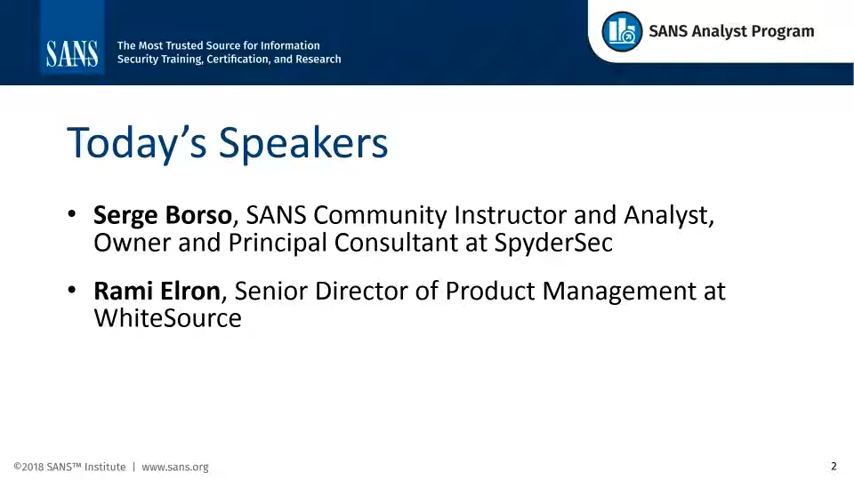 SANS
The Most Trusted Source for Information
Security Training, Certification, and Research
SANS Analyst Program
Today's Speakers
• Serge Borso, SANS Community Instructor and Analyst,
Owner and Principal Consultant at SpyderSec
• Rami Elron, Senior Director of Product Management at
WhiteSource
©2018 SANS™ Institute | www.sans.org
2